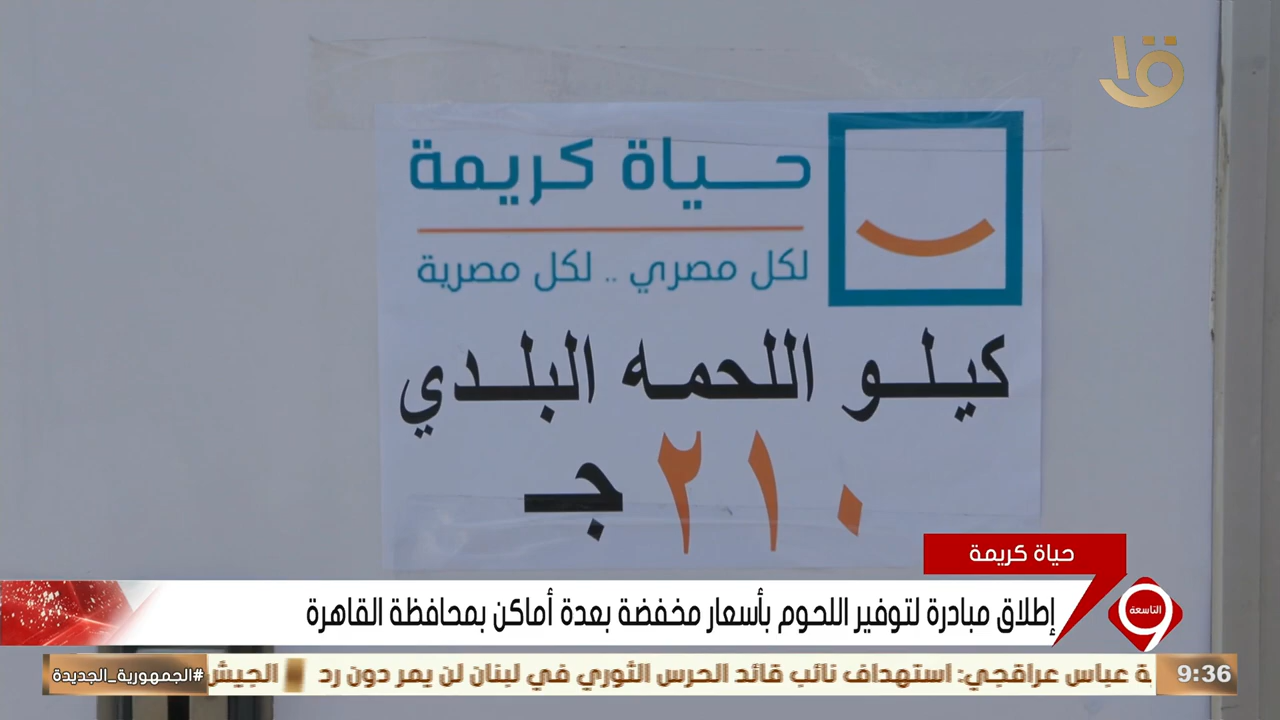 حياة كريمة
لكل مصري .. لكل مصرية
كيلو اللحمه البلدي
٢١٠ جـ
حياة كريمة
التاسعة
إطلاق مبادرة لتوفير اللحوم بأسعار مخفضة بعدة أماكن بمحافظة القاهرة
9:36
ة عباس عراقجي: استهداف نائب قائد الحرس الثوري في لبنان لن يمر دون رد
الجيش
#الجمهورية_الجديدة